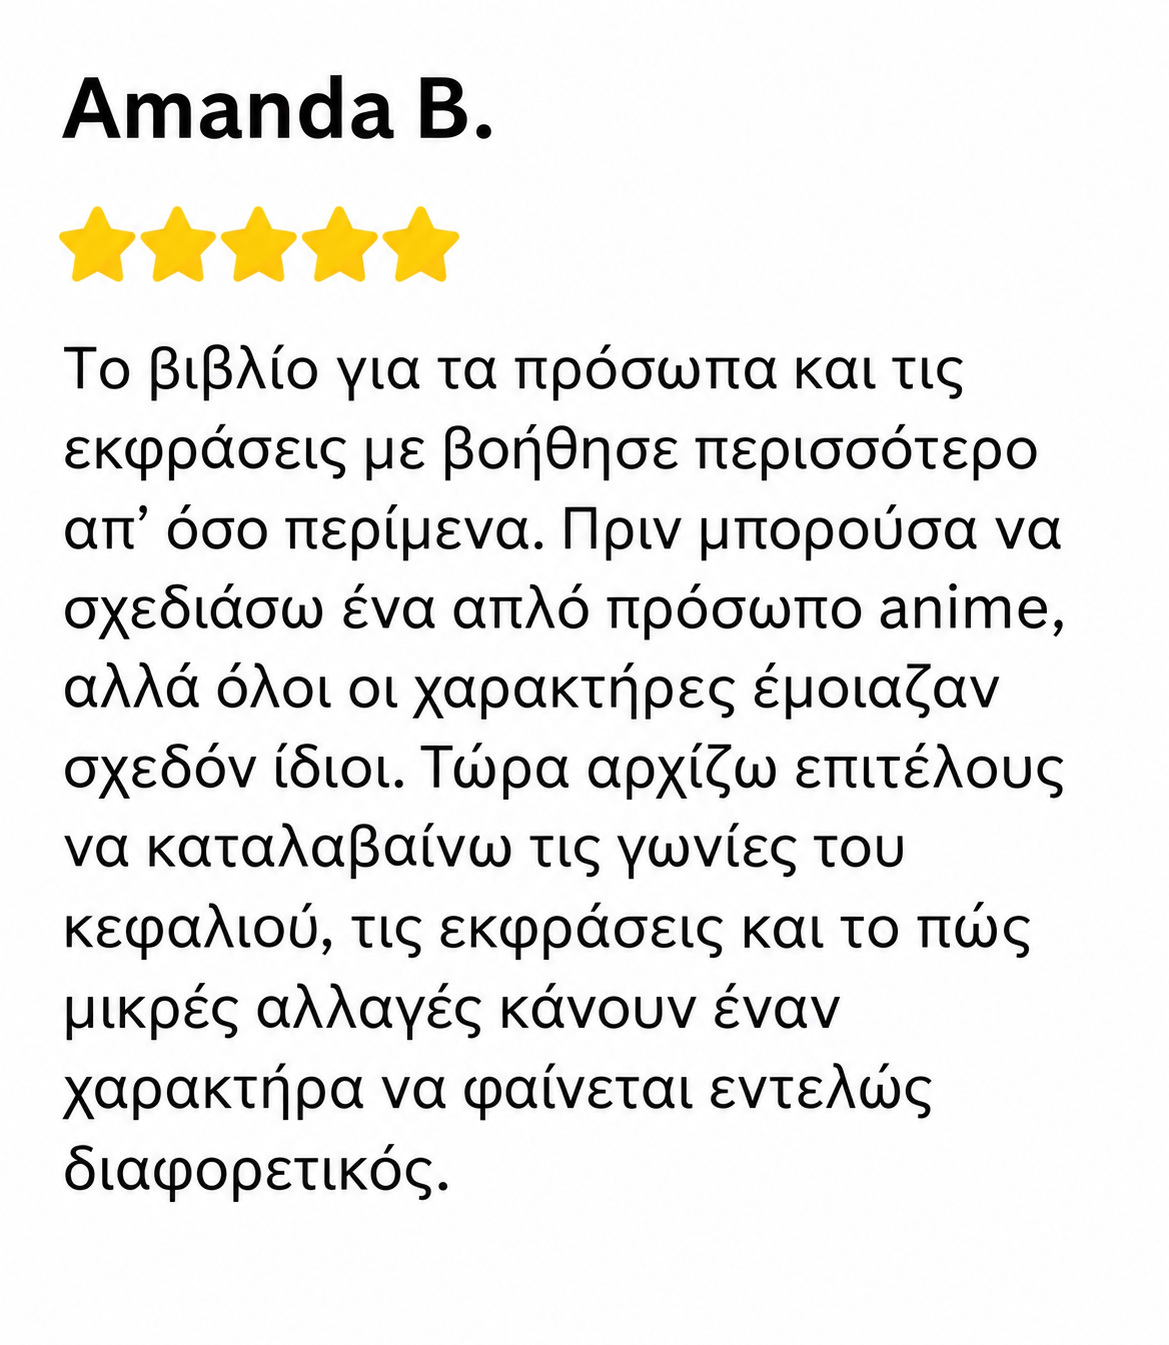 Amanda B.
Το βιβλίο για τα πρόσωπα και τις
εκφράσεις με βοήθησε περισσότερο
απ’ όσο περίμενα. Πριν μπορούσα να
σχεδιάσω ένα απλό πρόσωπο anime,
αλλά όλοι οι χαρακτήρες έμοιαζαν
σχεδόν ίδιοι. Τώρα αρχίζω επιτέλους
να καταλαβαίνω τις γωνίες του
κεφαλιού, τις εκφράσεις και το πώς
μικρές αλλαγές κάνουν έναν
χαρακτήρα να φαίνεται εντελώς
διαφορετικός.